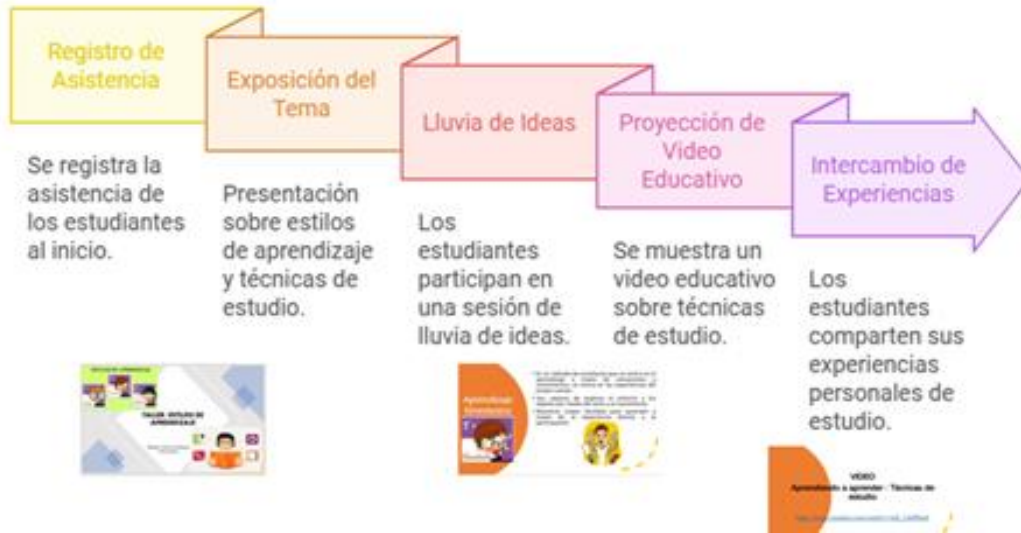 Registro de
Asistencia
Exposición del
Tema
Lluvia de Ideas
Proyección de
Video
Educativo
Intercambio de
Experiencias
Se registra la
asistencia de
los estudiantes
al inicio.
Presentación
sobre estilos
de aprendizaje
y técnicas de
estudio.
Los
estudiantes
participan en
una sesión de
lluvia de ideas.
Se muestra un
video educativo
sobre técnicas
de estudio.
Los
estudiantes
comparten sus
experiencias
personales de
estudio.
TALLER ESTILOS DE
APRENDIZAJE
Aprendizaje
VIDEO
Aprendiendo a aprender - Técnicas de
estudio